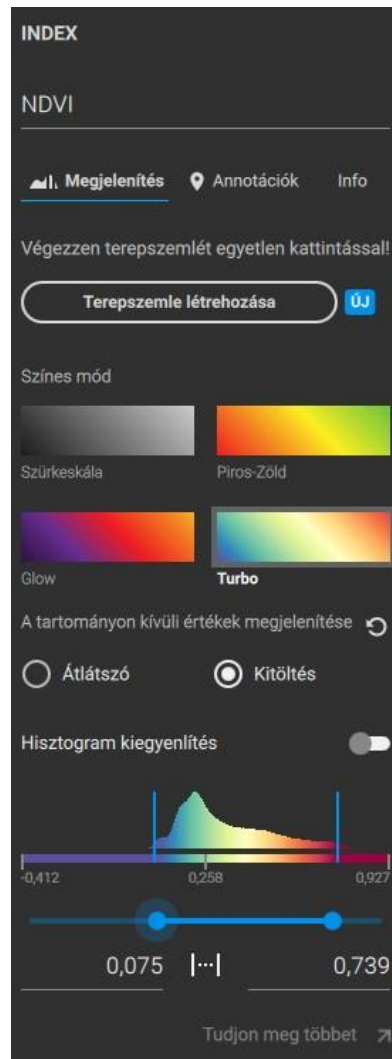 INDEX
NDVI
Megjelenítés Annotációk Info
Végezzen terepszemlét egyetlen kattintással!
Terepszemle létrehozása ÚJ
Színes mód
Szürkeskála Piros-Zöld
Glow Turbo
A tartományon kívüli értékek megjelenítése
Átlátszó Kitöltés
Hisztogram kiegyenlítés
-0,412 0,258 0,927
0,075 0,739
Tudjon meg többet